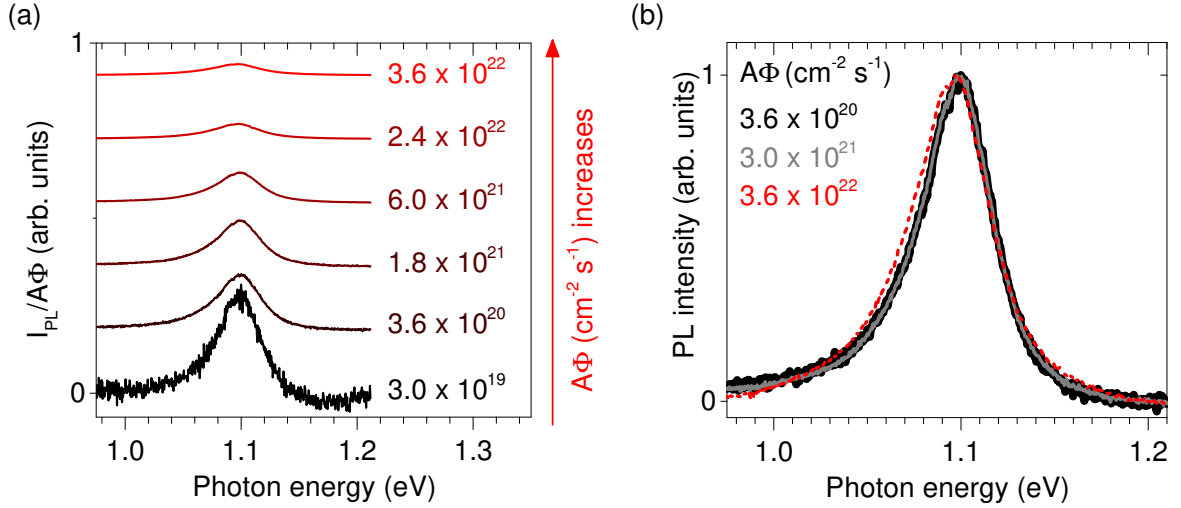 (a)
1
0
I_PL/AΦ (arb. units)
3.6 x 10^22
2.4 x 10^22
6.0 x 10^21
1.8 x 10^21
3.6 x 10^20
3.0 x 10^19
1.0 1.1 1.2 1.3
Photon energy (eV)
AΦ (cm^-2 s^-1) increases
(b)
1
0
PL intensity (arb. units)
AΦ (cm^-2 s^-1)
3.6 x 10^20
3.0 x 10^21
3.6 x 10^22
1.0 1.1 1.2
Photon energy (eV)